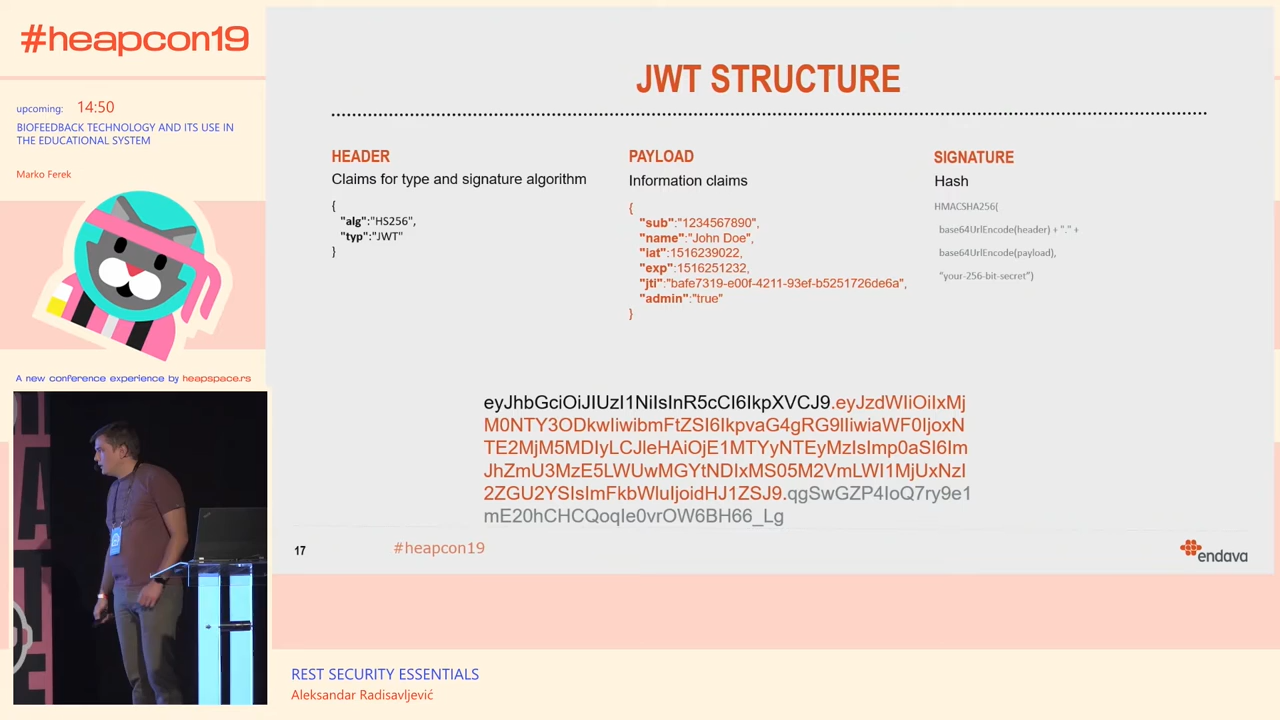 #heapcon19
upcoming: 14:50
BIOFEEDBACK TECHNOLOGY AND ITS USE IN
THE EDUCATIONAL SYSTEM
Marko Ferek
A new conference experience by heapspace.rs
JWT STRUCTURE
HEADER
Claims for type and signature algorithm
{
"alg":"HS256",
"typ":"JWT"
}
PAYLOAD
Information claims
{
"sub":"1234567890",
"name":"John Doe",
"iat":1516239022,
"exp":1516251232,
"jti":"bafe7319-e00f-4211-93ef-b5251726de6a",
"admin":"true"
}
SIGNATURE
Hash
HMACSHA256(
base64UrlEncode(header) + "." +
base64UrlEncode(payload),
"your-256-bit-secret")
eyJhbGciOiJIUzI1NiIsInR5cCI6IkpXVCJ9.eyJzdWIiOiIxMj
M0NTY3ODkwIiwibmFtZSI6IkpvaG4gRG9lIiwiaWF0IjoxN
TE2MjM5MDIyLCJleHAiOjE1MTYyNTEyMzIsImp0aSI6Im
JhZmU3MzE5LWUwMGYtNDIxMS05M2VmLWI1MjUxNzI
2ZGU2YSIsImFkbWluIjoidHJ1ZSJ9.qgSwGZP4IoQ7ry9e1
mE20hCHCQoqIe0vrOW6BH66_Lg
17
#heapcon19
endava
REST SECURITY ESSENTIALS
Aleksandar Radisavljević